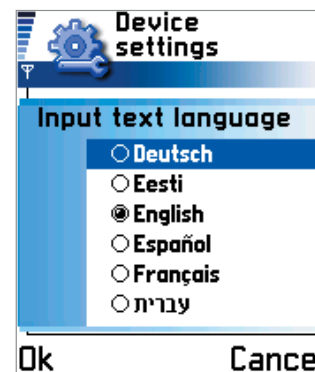 Device
settings
Input text language
Deutsch
Eesti
English
Español
Français
עברית
Ok Cance